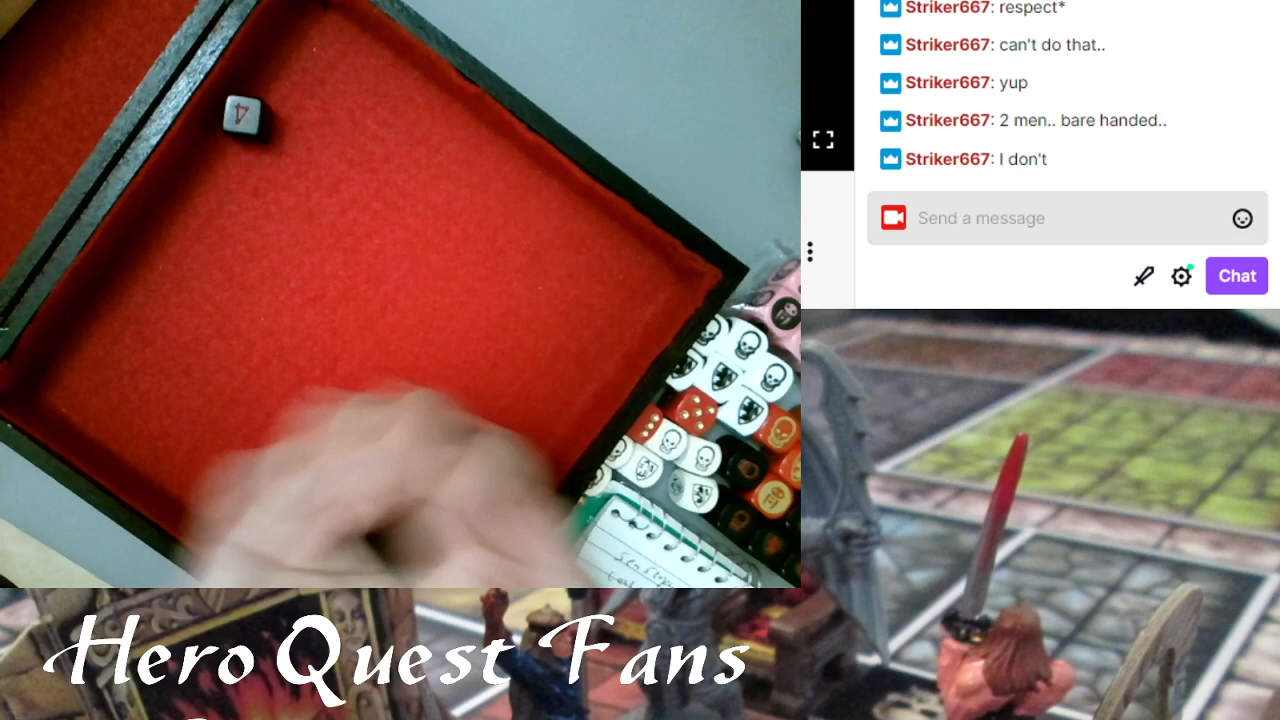 Striker667: respect*
Striker667: can't do that..
Striker667: yup
Striker667: 2 men.. bare handed..
Striker667: I don't
Send a message
Chat
4
Hero Quest Fans